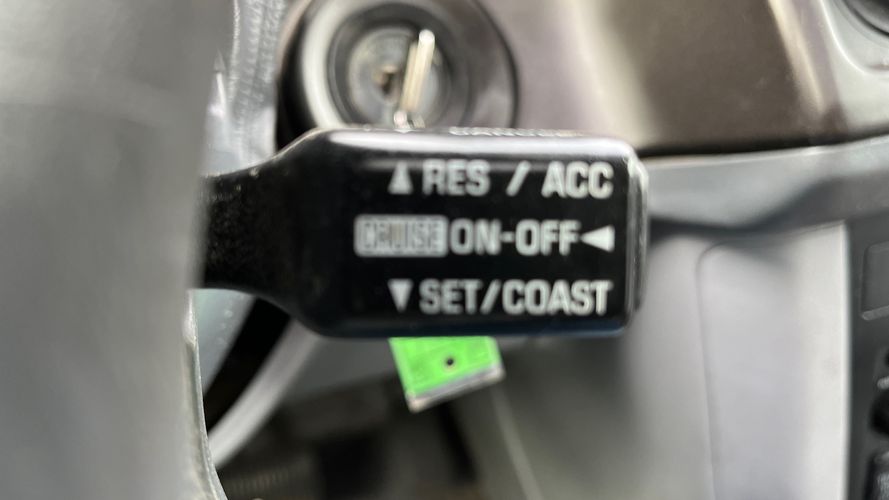 ▲ RES / ACC
CRUISE ON-OFF ◄
▼ SET/COAST